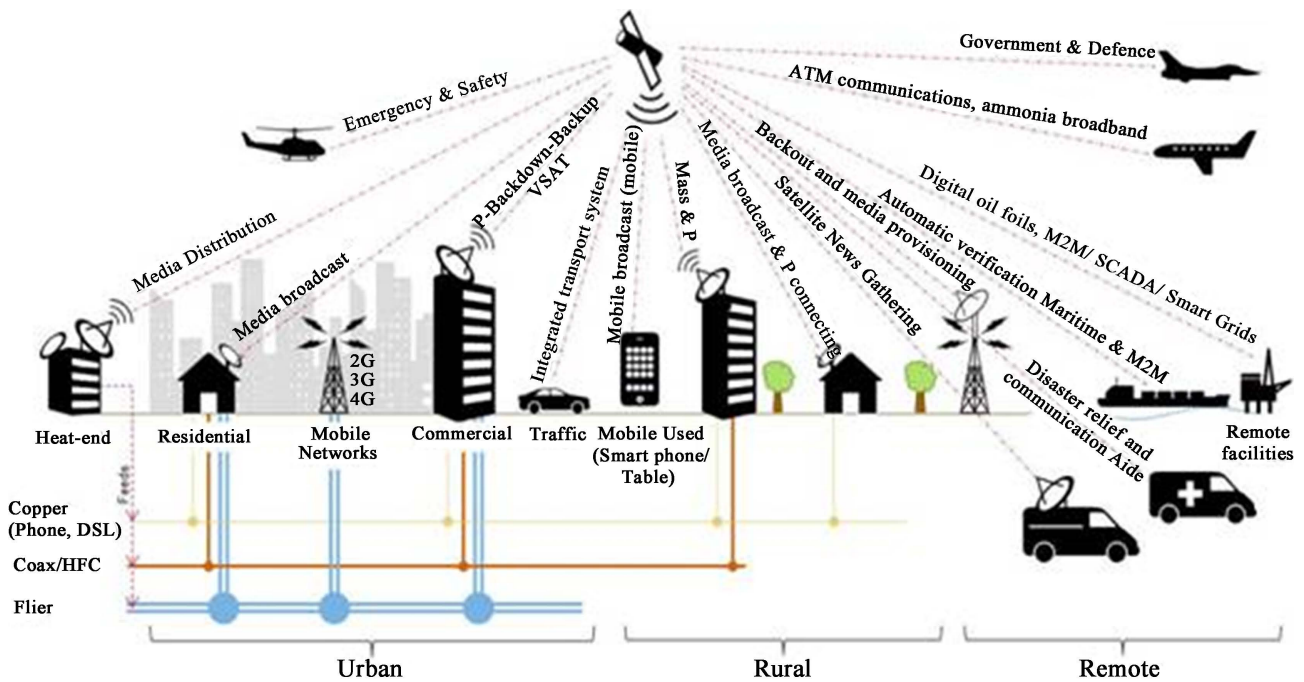 Government & Defence
ATM communications, ammonia broadband
Emergency & Safety
P-Backdown-Backup
VSAT
Media Distribution
Media broadcast
Integrated transport system
Mobile broadcast (mobile)
Mass & P
Media broadcast & P connecting
Satellite News Gathering
Backout and media provisioning
Automatic verification Maritime & M2M
Digital oil foils, M2M/ SCADA/ Smart Grids
Disaster relief and
communication Aide
2G
3G
4G
Heat-end
Residential
Mobile
Networks
Commercial
Traffic
Mobile Used
(Smart phone/
Table)
Remote
facilities
Feeds
Copper
(Phone, DSL)
Coax/HFC
Flier
Urban
Rural
Remote